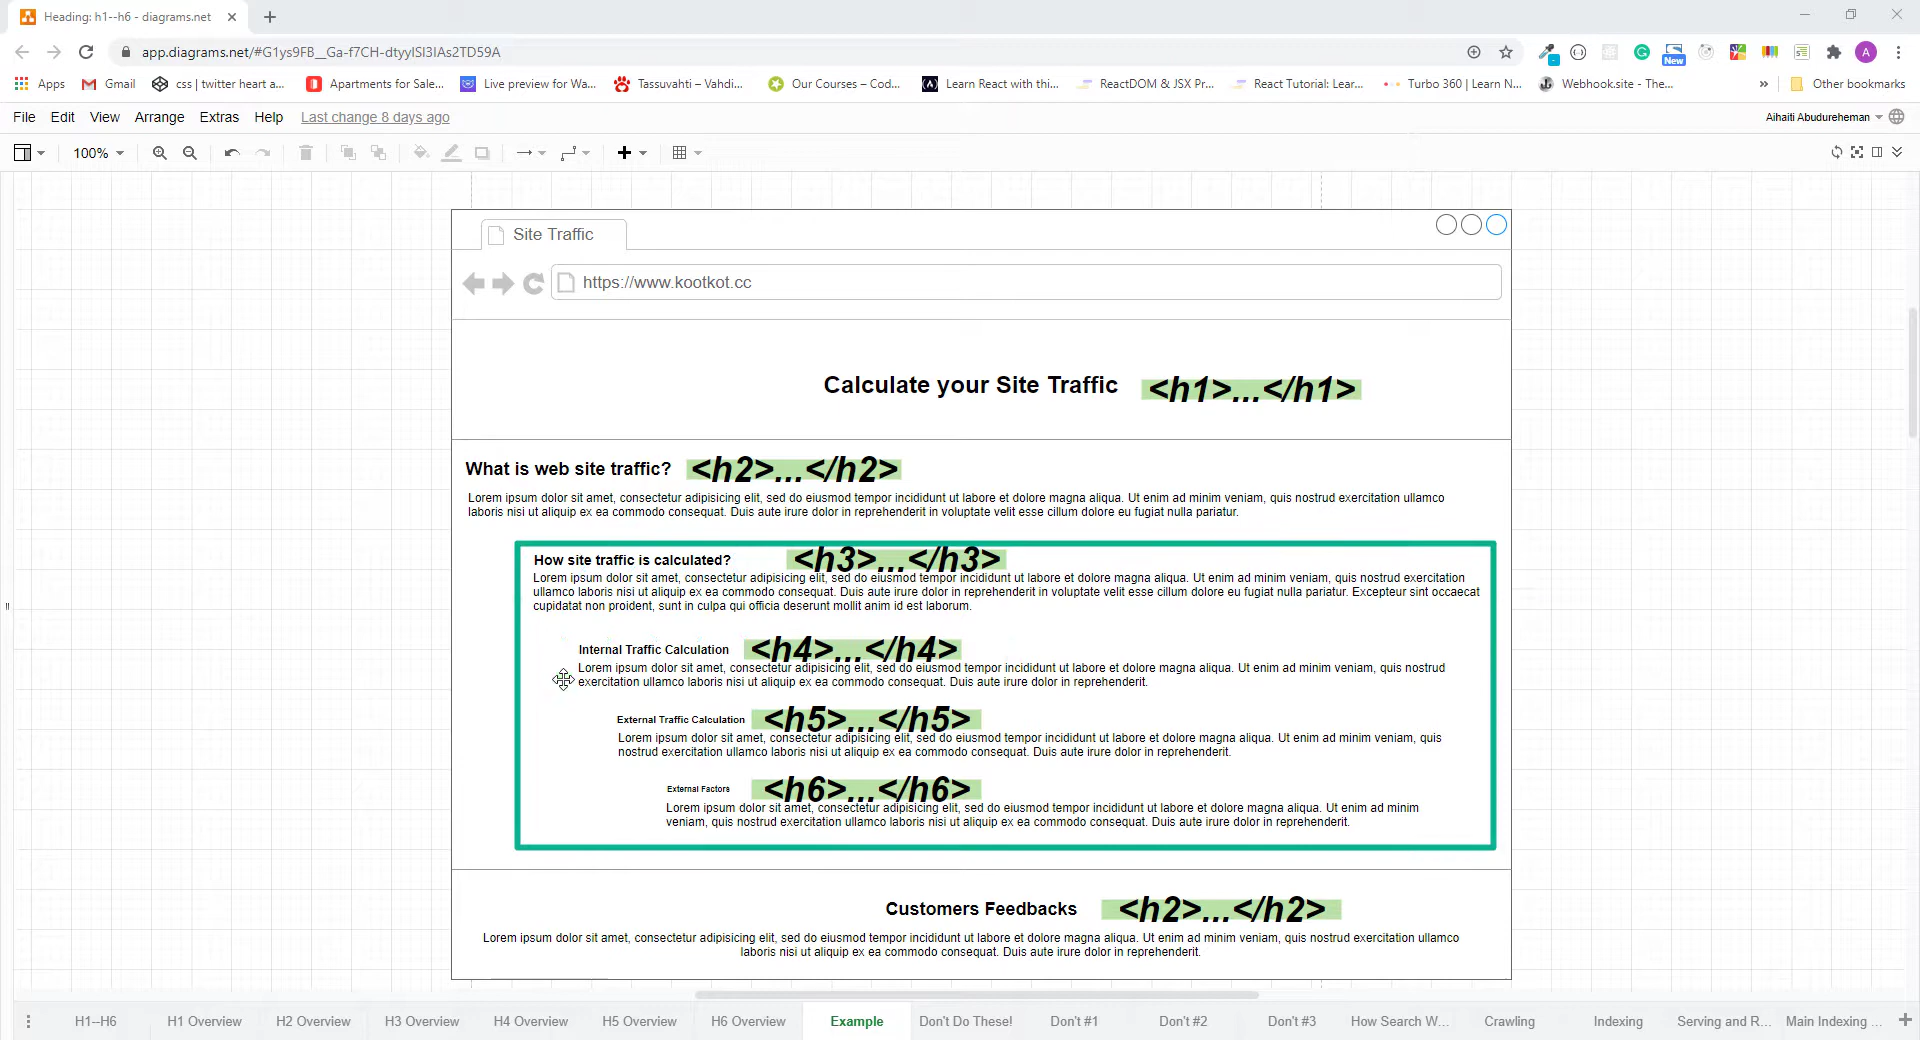 Heading: h1--h6 - diagrams.net
app.diagrams.net/#G1ys9FB__Ga-f7CH-dtyylSI3IAs2TD59A
New
A
Apps
Gmail
css | twitter heart a...
Apartments for Sale...
Live preview for Wa...
Tassuvahti – Vahdi...
Our Courses – Cod...
Learn React with thi...
ReactDOM & JSX Pr...
React Tutorial: Lear...
Turbo 360 | Learn N...
Webhook.site - The...
»
Other bookmarks
File Edit View Arrange Extras Help Last change 8 days ago
Aihaiti Abudureheman
100%
Site Traffic
https://www.kootkot.cc
Calculate your Site Traffic <h1>...</h1>
What is web site traffic? <h2>...</h2>
Lorem ipsum dolor sit amet, consectetur adipisicing elit, sed do eiusmod tempor incididunt ut labore et dolore magna aliqua. Ut enim ad minim veniam, quis nostrud exercitation ullamco
laboris nisi ut aliquip ex ea commodo consequat. Duis aute irure dolor in reprehenderit in voluptate velit esse cillum dolore eu fugiat nulla pariatur.
How site traffic is calculated? <h3>...</h3>
Lorem ipsum dolor sit amet, consectetur adipisicing elit, sed do eiusmod tempor incididunt ut labore et dolore magna aliqua. Ut enim ad minim veniam, quis nostrud exercitation
ullamco laboris nisi ut aliquip ex ea commodo consequat. Duis aute irure dolor in reprehenderit in voluptate velit esse cillum dolore eu fugiat nulla pariatur. Excepteur sint occaecat
cupidatat non proident, sunt in culpa qui officia deserunt mollit anim id est laborum.
Internal Traffic Calculation <h4>...</h4>
Lorem ipsum dolor sit amet, consectetur adipisicing elit, sed do eiusmod tempor incididunt ut labore et dolore magna aliqua. Ut enim ad minim veniam, quis nostrud
exercitation ullamco laboris nisi ut aliquip ex ea commodo consequat. Duis aute irure dolor in reprehenderit.
External Traffic Calculation <h5>...</h5>
Lorem ipsum dolor sit amet, consectetur adipisicing elit, sed do eiusmod tempor incididunt ut labore et dolore magna aliqua. Ut enim ad minim veniam, quis
nostrud exercitation ullamco laboris nisi ut aliquip ex ea commodo consequat. Duis aute irure dolor in reprehenderit.
External Factors <h6>...</h6>
Lorem ipsum dolor sit amet, consectetur adipisicing elit, sed do eiusmod tempor incididunt ut labore et dolore magna aliqua. Ut enim ad minim
veniam, quis nostrud exercitation ullamco laboris nisi ut aliquip ex ea commodo consequat. Duis aute irure dolor in reprehenderit.
Customers Feedbacks <h2>...</h2>
Lorem ipsum dolor sit amet, consectetur adipisicing elit, sed do eiusmod tempor incididunt ut labore et dolore magna aliqua. Ut enim ad minim veniam, quis nostrud exercitation ullamco
laboris nisi ut aliquip ex ea commodo consequat. Duis aute irure dolor in reprehenderit.
H1--H6
H1 Overview
H2 Overview
H3 Overview
H4 Overview
H5 Overview
H6 Overview
Example
Don't Do These!
Don't #1
Don't #2
Don't #3
How Search W...
Crawling
Indexing
Serving and R...
Main Indexing ...